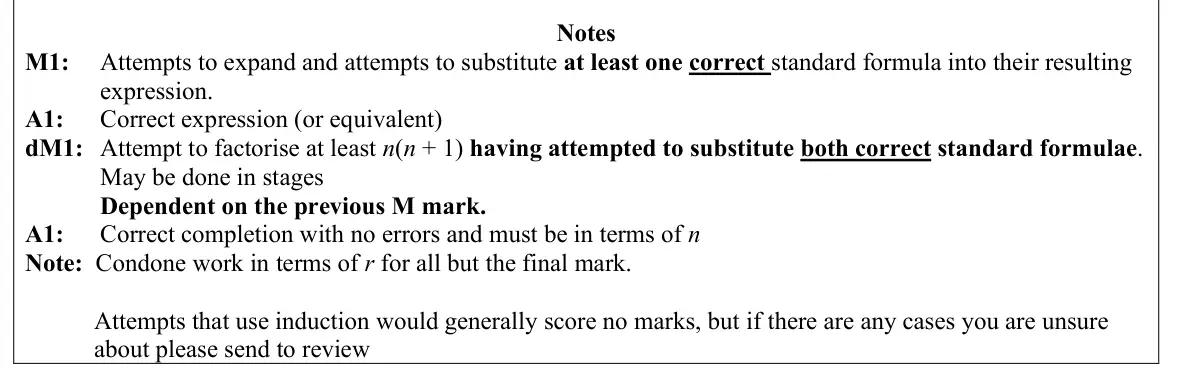 Notes
M1: Attempts to expand and attempts to substitute at least one correct standard formula into their resulting
expression.
A1: Correct expression (or equivalent)
dM1: Attempt to factorise at least n(n + 1) having attempted to substitute both correct standard formulae.
May be done in stages
Dependent on the previous M mark.
A1: Correct completion with no errors and must be in terms of n
Note: Condone work in terms of r for all but the final mark.
Attempts that use induction would generally score no marks, but if there are any cases you are unsure
about please send to review